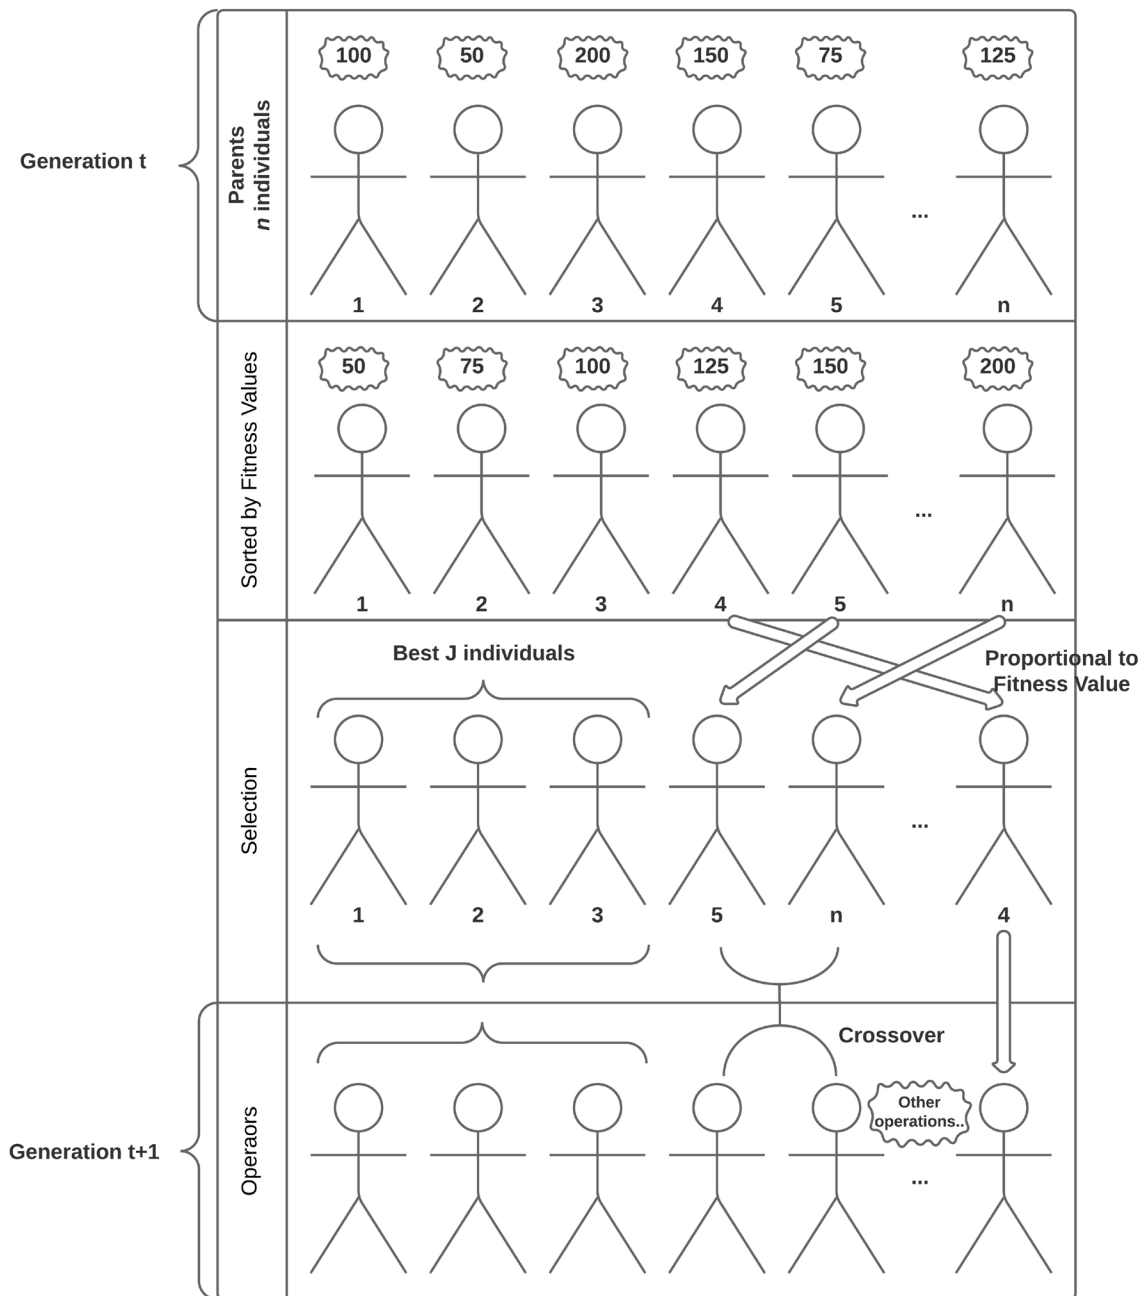 100 50 200 150 75 125
Generation t
Parents
n individuals
...
1 2 3 4 5 n
50 75 100 125 150 200
Sorted by Fitness Values
...
1 2 3 4 5 n
Best J individuals
Proportional to
Fitness Value
Selection
...
1 2 3 5 n 4
Crossover
Other
operations..
Generation t+1
Operaors
...